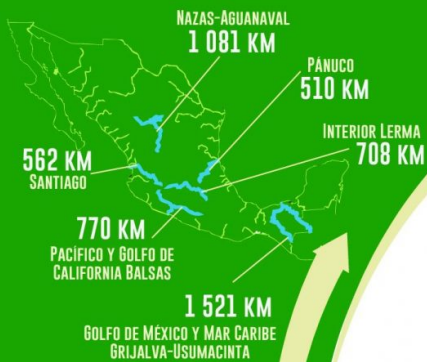 NAZAS-AGUANAVAL
1 081 KM
PÁNUCO
510 KM
INTERIOR LERMA
708 KM
562 KM
SANTIAGO
770 KM
PACÍFICO Y GOLFO DE
CALIFORNIA BALSAS
1 521 KM
GOLFO DE MÉXICO Y MAR CARIBE
GRIJALVA-USUMACINTA